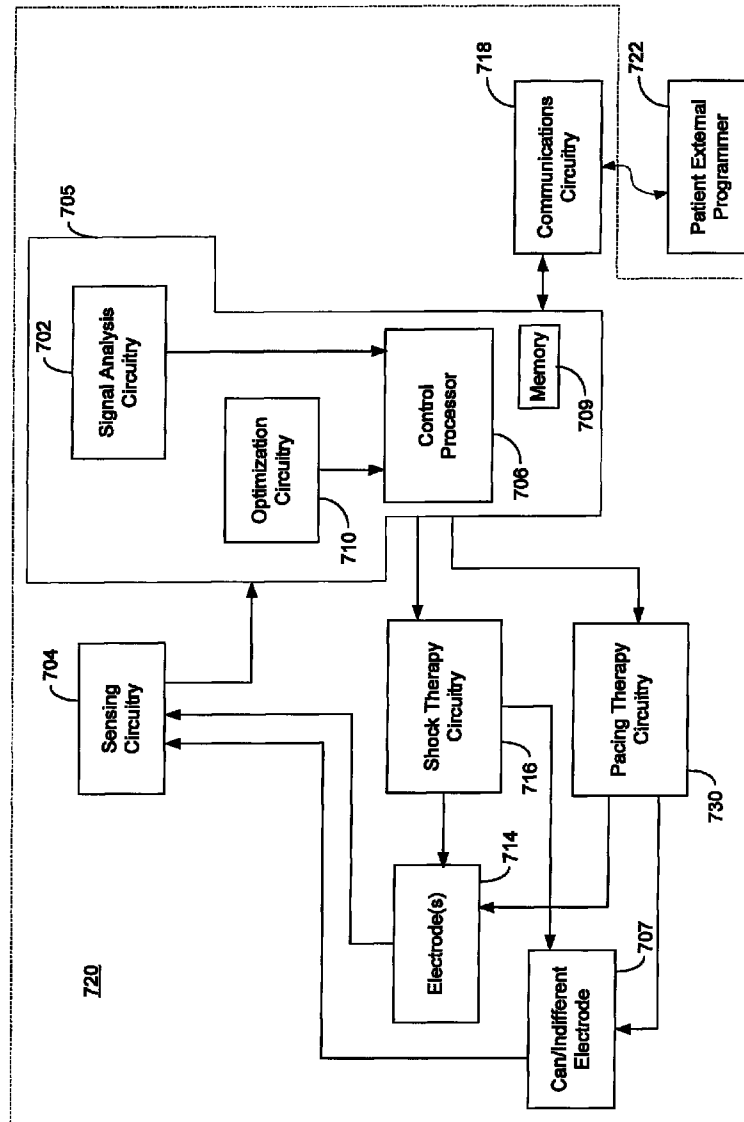 720
704
Sensing
Circuitry
705
702
Signal Analysis
Circuitry
Optimization
Circuitry
710
Control
Processor
706
Memory
709
718
Communications
Circuitry
722
Patient External
Programmer
Electrode(s)
714
Shock Therapy
Circuitry
716
Can/Indifferent
Electrode
707
Pacing Therapy
Circuitry
730